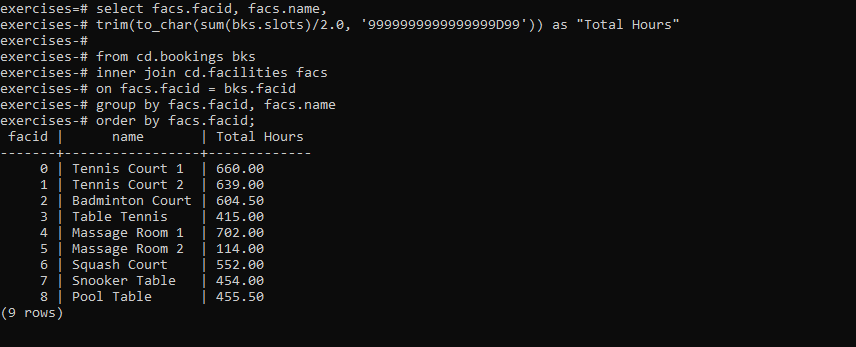 exercises=# select facs.facid, facs.name,
exercises-# trim(to_char(sum(bks.slots)/2.0, '9999999999999999D99')) as "Total Hours"
exercises-#
exercises-# from cd.bookings bks
exercises-# inner join cd.facilities facs
exercises-# on facs.facid = bks.facid
exercises-# group by facs.facid, facs.name
exercises-# order by facs.facid;
 facid |      name       | Total Hours
-------+-----------------+-------------
     0 | Tennis Court 1  | 660.00
     1 | Tennis Court 2  | 639.00
     2 | Badminton Court | 604.50
     3 | Table Tennis    | 415.00
     4 | Massage Room 1  | 702.00
     5 | Massage Room 2  | 114.00
     6 | Squash Court    | 552.00
     7 | Snooker Table   | 454.00
     8 | Pool Table      | 455.50
(9 rows)